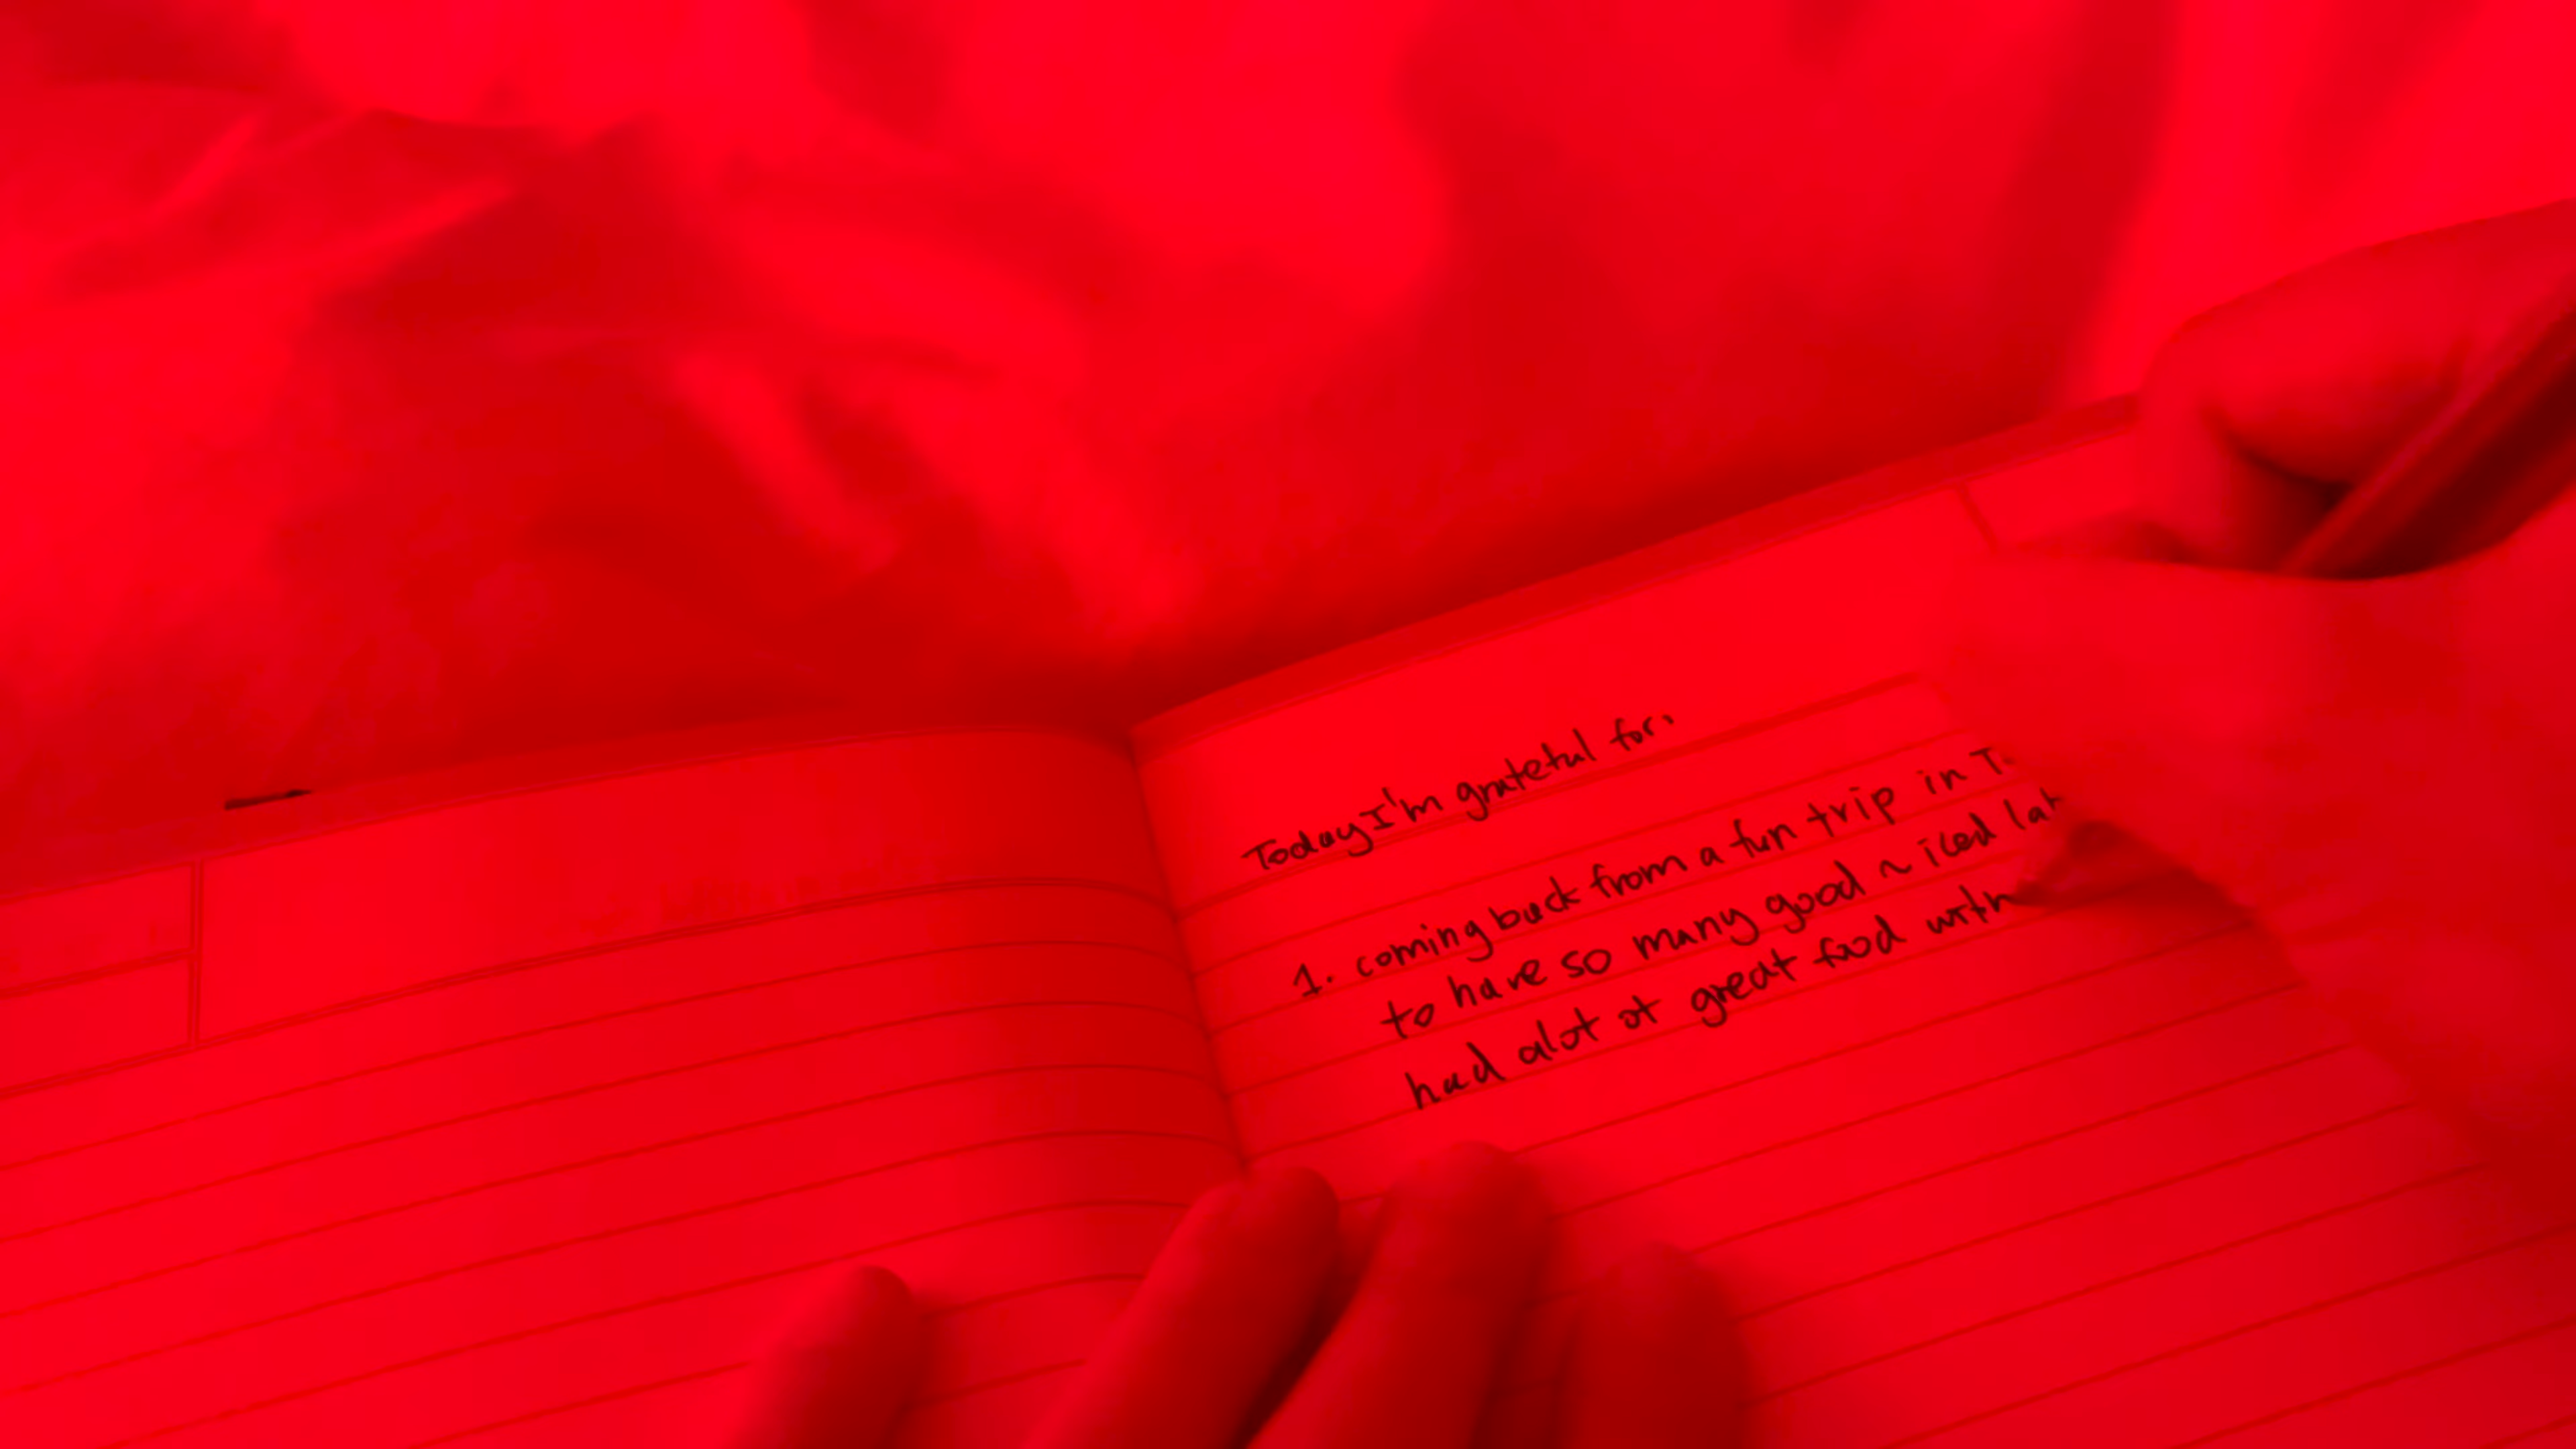 Today I'm grateful for.
1. coming back from a fun trip in T
to have so many good ~ iced lat
had alot of great food with